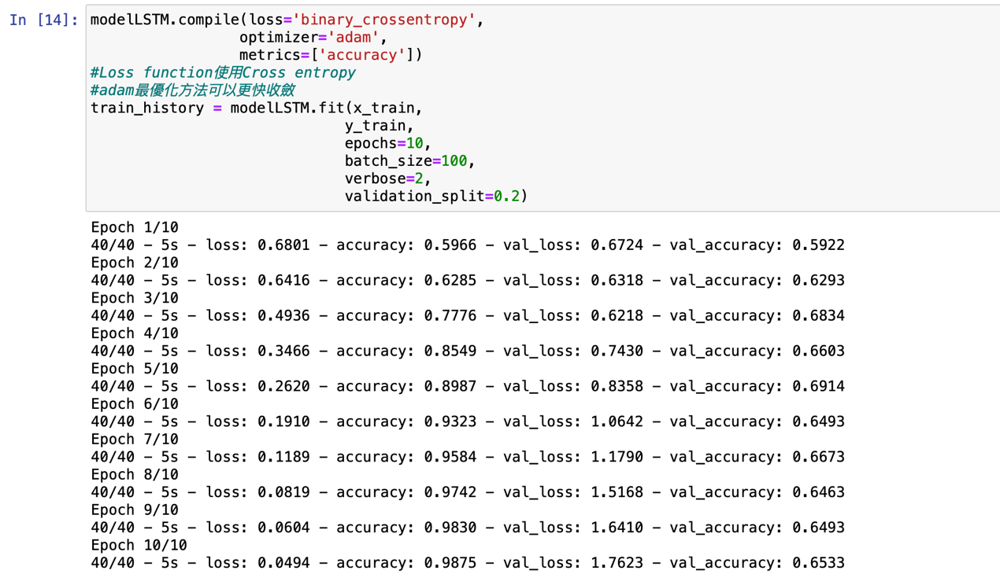 In [14]: modelLSTM.compile(loss='binary_crossentropy',
optimizer='adam',
metrics=['accuracy'])
#Loss function使用Cross entropy
#adam最優化方法可以更快收斂
train_history = modelLSTM.fit(x_train,
y_train,
epochs=10,
batch_size=100,
verbose=2,
validation_split=0.2)
Epoch 1/10
40/40 - 5s - loss: 0.6801 - accuracy: 0.5966 - val_loss: 0.6724 - val_accuracy: 0.5922
Epoch 2/10
40/40 - 5s - loss: 0.6416 - accuracy: 0.6285 - val_loss: 0.6318 - val_accuracy: 0.6293
Epoch 3/10
40/40 - 5s - loss: 0.4936 - accuracy: 0.7776 - val_loss: 0.6218 - val_accuracy: 0.6834
Epoch 4/10
40/40 - 5s - loss: 0.3466 - accuracy: 0.8549 - val_loss: 0.7430 - val_accuracy: 0.6603
Epoch 5/10
40/40 - 5s - loss: 0.2620 - accuracy: 0.8987 - val_loss: 0.8358 - val_accuracy: 0.6914
Epoch 6/10
40/40 - 5s - loss: 0.1910 - accuracy: 0.9323 - val_loss: 1.0642 - val_accuracy: 0.6493
Epoch 7/10
40/40 - 5s - loss: 0.1189 - accuracy: 0.9584 - val_loss: 1.1790 - val_accuracy: 0.6673
Epoch 8/10
40/40 - 5s - loss: 0.0819 - accuracy: 0.9742 - val_loss: 1.5168 - val_accuracy: 0.6463
Epoch 9/10
40/40 - 5s - loss: 0.0604 - accuracy: 0.9830 - val_loss: 1.6410 - val_accuracy: 0.6493
Epoch 10/10
40/40 - 5s - loss: 0.0494 - accuracy: 0.9875 - val_loss: 1.7623 - val_accuracy: 0.6533